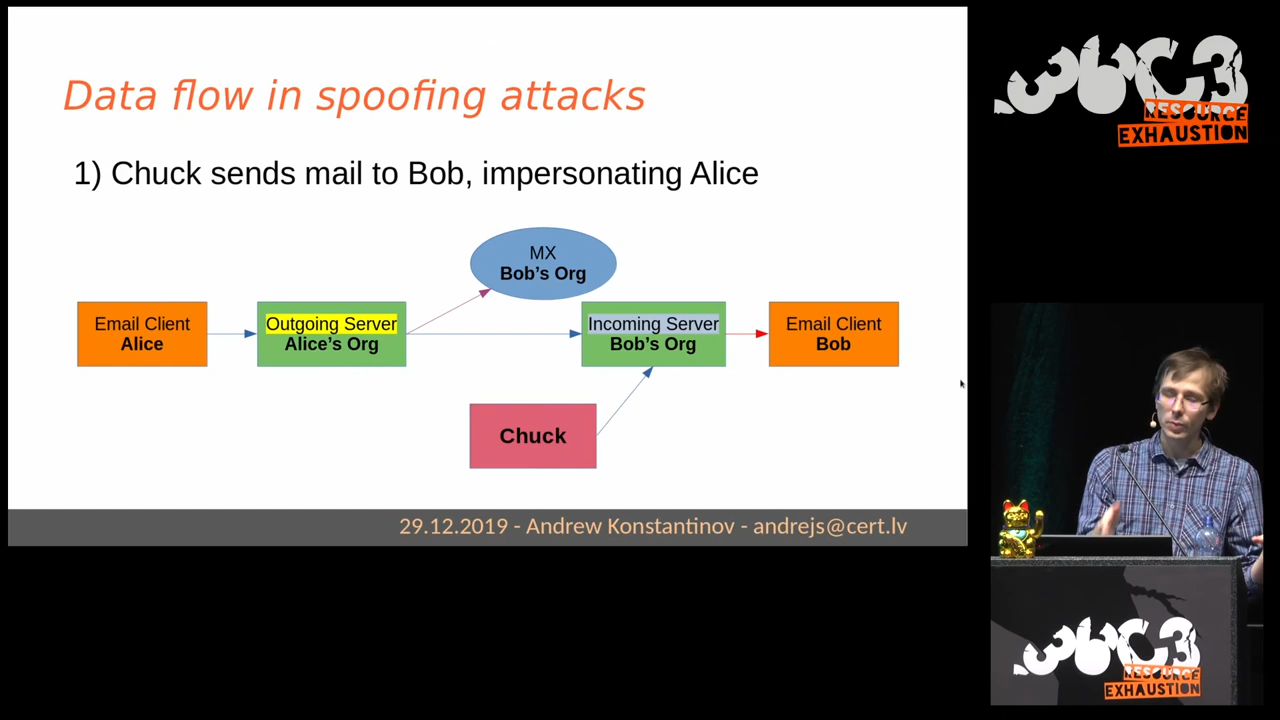 Data flow in spoofing attacks
1) Chuck sends mail to Bob, impersonating Alice
MX
Bob's Org
Email Client
Alice
Outgoing Server
Alice's Org
Incoming Server
Bob's Org
Email Client
Bob
Chuck
29.12.2019 - Andrew Konstantinov - andrejs@cert.lv
36C3
RESOURCE
EXHAUSTION
36C3
RESOURCE
EXHAUSTION